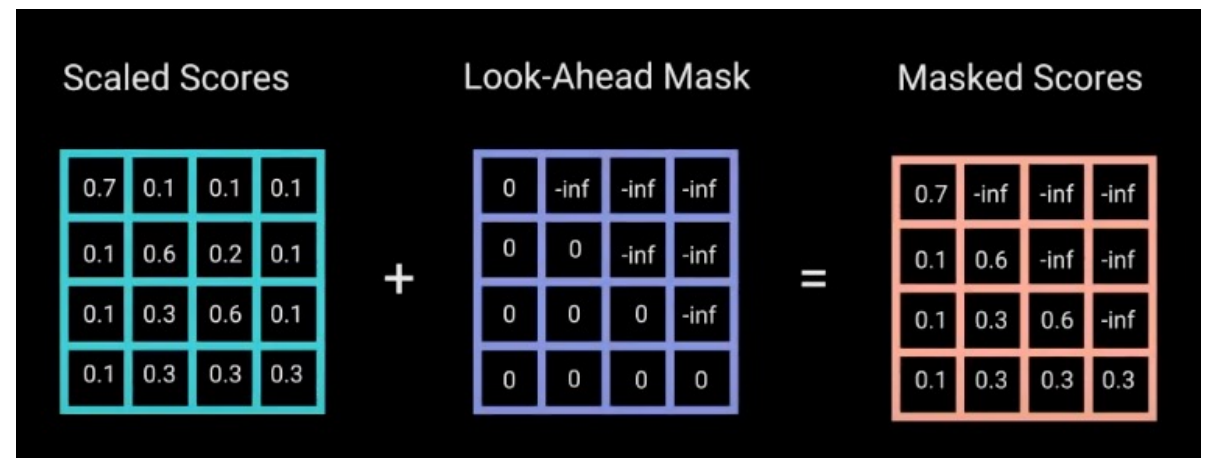 Scaled Scores Look-Ahead Mask Masked Scores
0.7 0.1 0.1 0.1 0 -inf -inf -inf 0.7 -inf -inf -inf
0.1 0.6 0.2 0.1 0 0 -inf -inf 0.1 0.6 -inf -inf
+ =
0.1 0.3 0.6 0.1 0 0 0 -inf 0.1 0.3 0.6 -inf
0.1 0.3 0.3 0.3 0 0 0 0 0.1 0.3 0.3 0.3